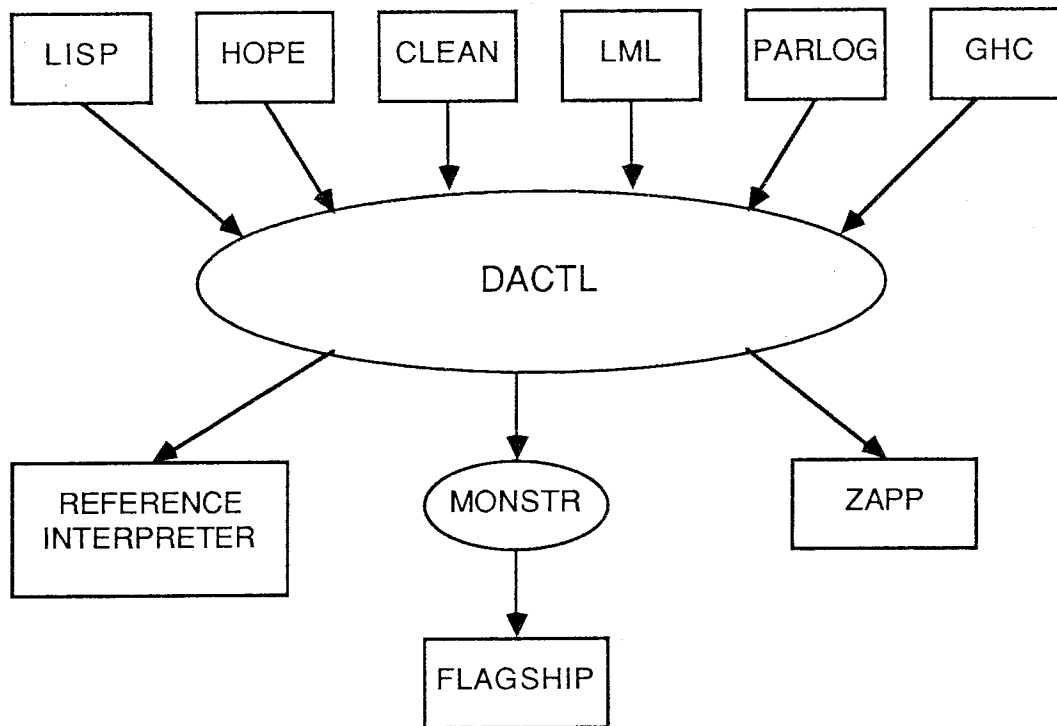 LISP
HOPE
CLEAN
LML
PARLOG
GHC
DACTL
REFERENCE
INTERPRETER
MONSTR
ZAPP
FLAGSHIP